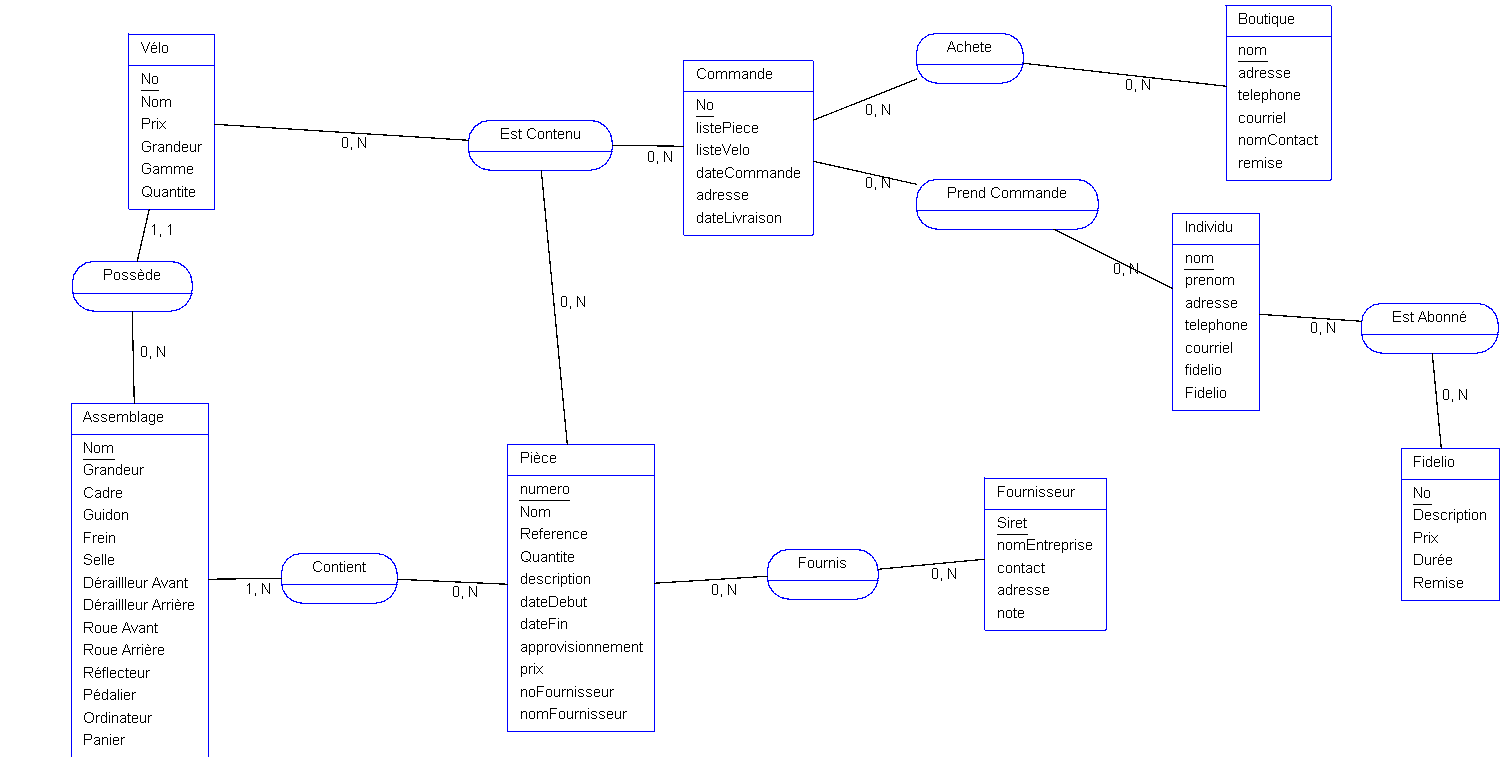 Vélo
No
Nom
Prix
Grandeur
Gamme
Quantite
0, N
Est Contenu
0, N
Commande
No
listePiece
listeVelo
dateCommande
adresse
dateLivraison
0, N
Achete
0, N
Boutique
nom
adresse
telephone
courriel
nomContact
remise
0, N
Prend Commande
0, N
Individu
nom
prenom
adresse
telephone
courriel
fidelio
Fidelio
0, N
Est Abonné
0, N
Fidelio
No
Description
Prix
Durée
Remise
1, 1
Possède
0, N
0, N
Assemblage
Nom
Grandeur
Cadre
Guidon
Frein
Selle
Déraillleur Avant
Déraillleur Arrière
Roue Avant
Roue Arrière
Réflecteur
Pédalier
Ordinateur
Panier
1, N
Contient
0, N
Pièce
numero
Nom
Reference
Quantite
description
dateDebut
dateFin
approvisionnement
prix
noFournisseur
nomFournisseur
0, N
Fournis
0, N
Fournisseur
Siret
nomEntreprise
contact
adresse
note